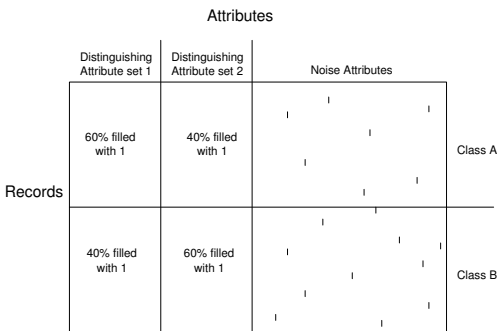 Attributes
Distinguishing
Attribute set 1
Distinguishing
Attribute set 2
Noise Attributes
60% filled
with 1
40% filled
with 1
Class A
Records
40% filled
with 1
60% filled
with 1
Class B